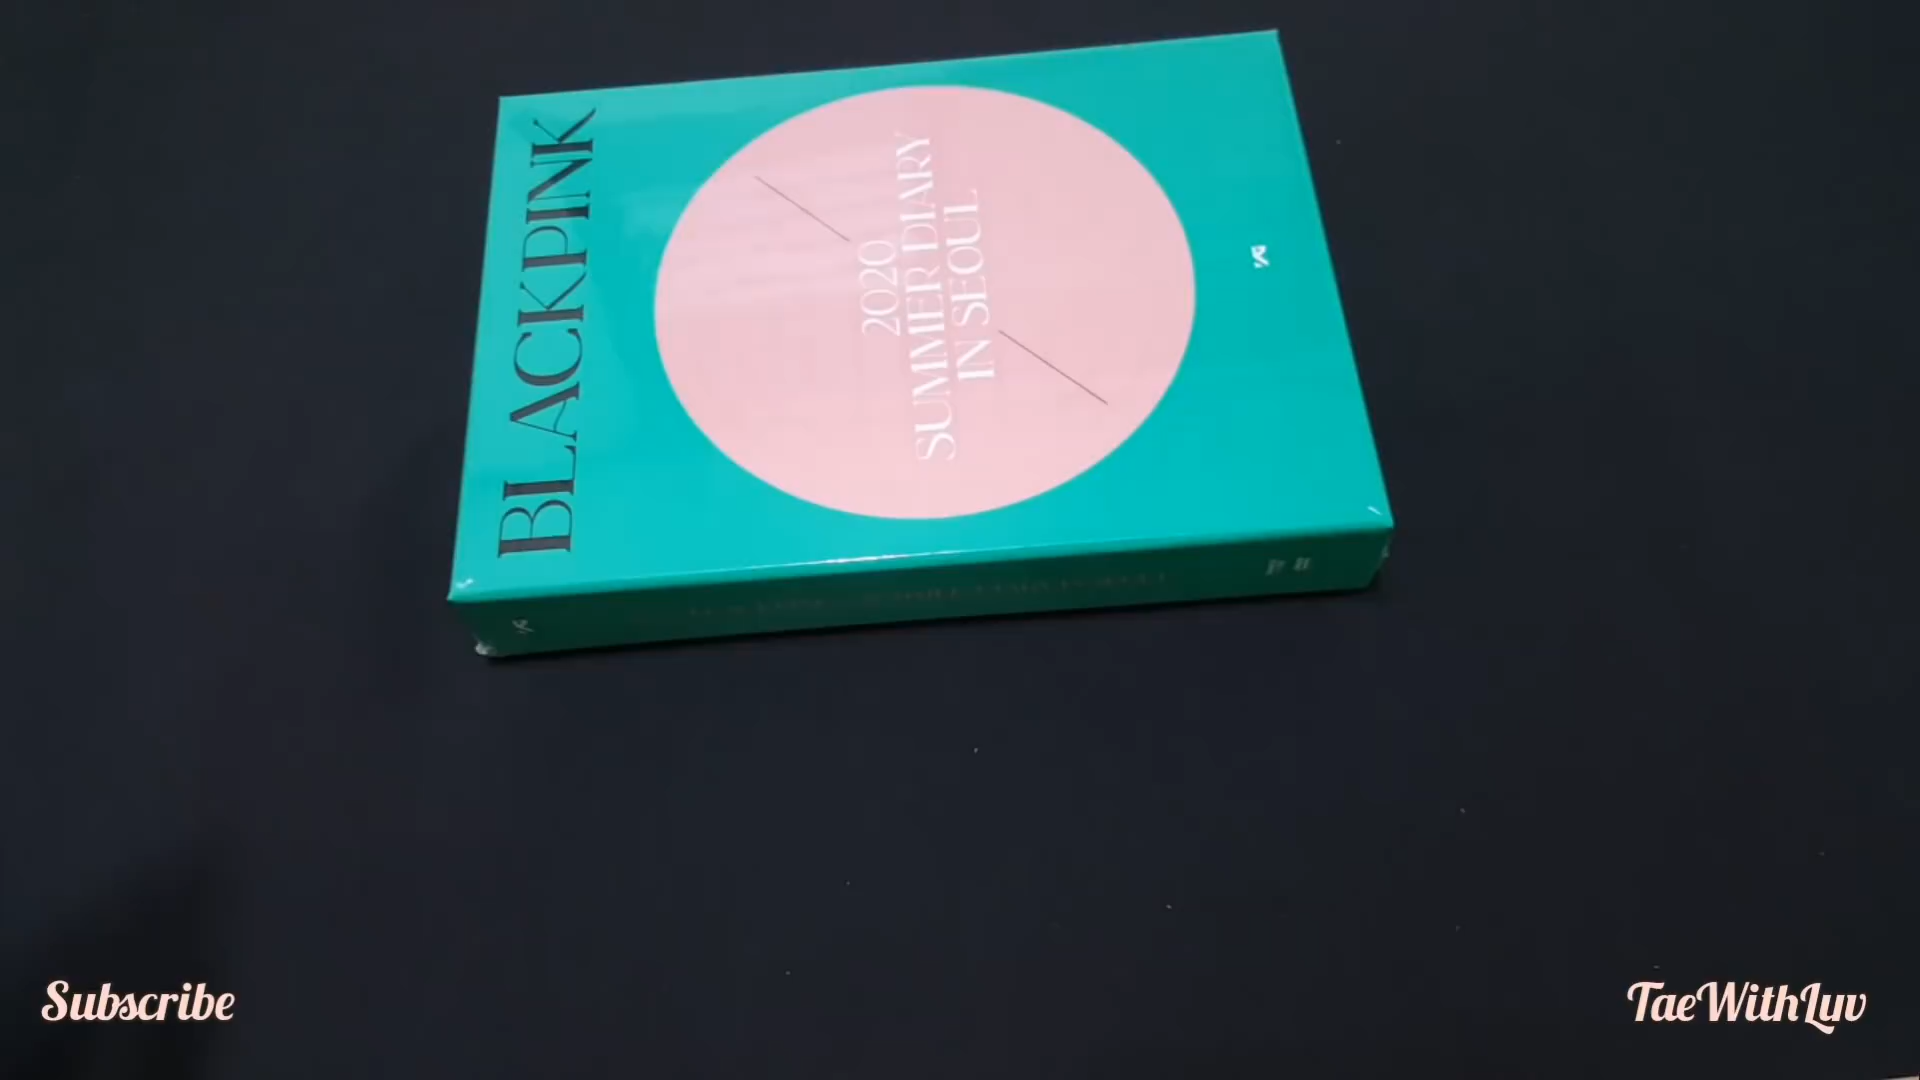 BLACKPINK
2020
SUMMER DIARY
IN SEOUL
Subscribe
TaeWithLuv